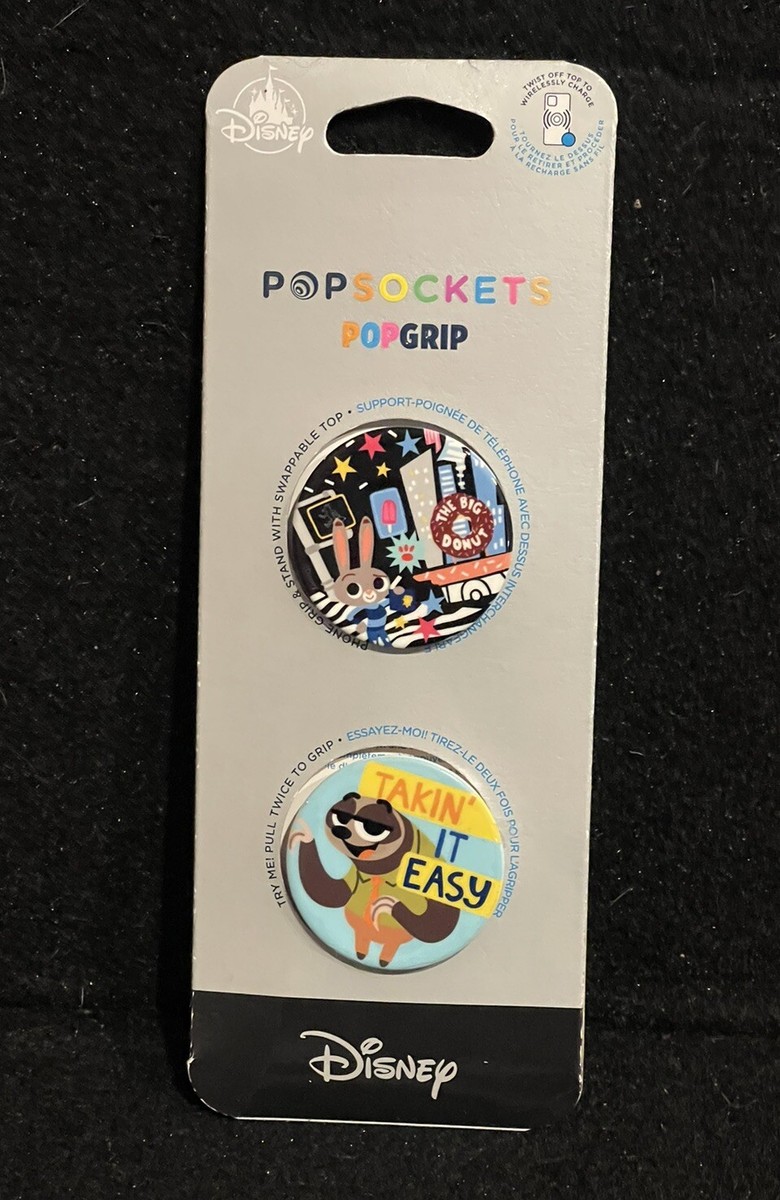 Disney
TWIST OFF TOP TO
WIRELESSLY CHARGE
TOURNEZ LE DESSUS
POUR LE RETIRER ET PROCÉDER
À LA RECHARGE SANS FIL
POPSOCKETS
POPGRIP
PHONE GRIP & STAND WITH SWAPPABLE TOP • SUPPORT-POIGNÉE DE TÉLÉPHONE AVEC DESSUS INTERCHANGEABLE
THE BIG
DONUT
TRY ME! PULL TWICE TO GRIP • ESSAYEZ-MOI! TIREZ-LE DEUX FOIS POUR L'AGRIPPER
TAKIN'
IT
EASY
Disney